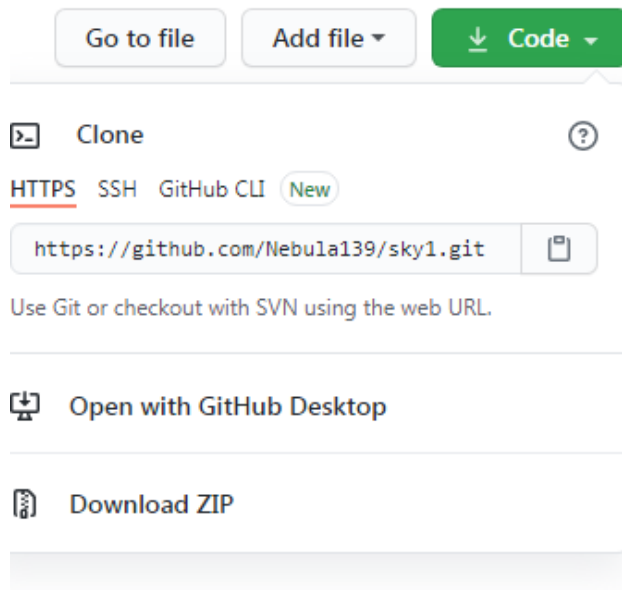 Go to file Add file Code
Clone
HTTPS SSH GitHub CLI New
https://github.com/Nebula139/sky1.git
Use Git or checkout with SVN using the web URL.
Open with GitHub Desktop
Download ZIP